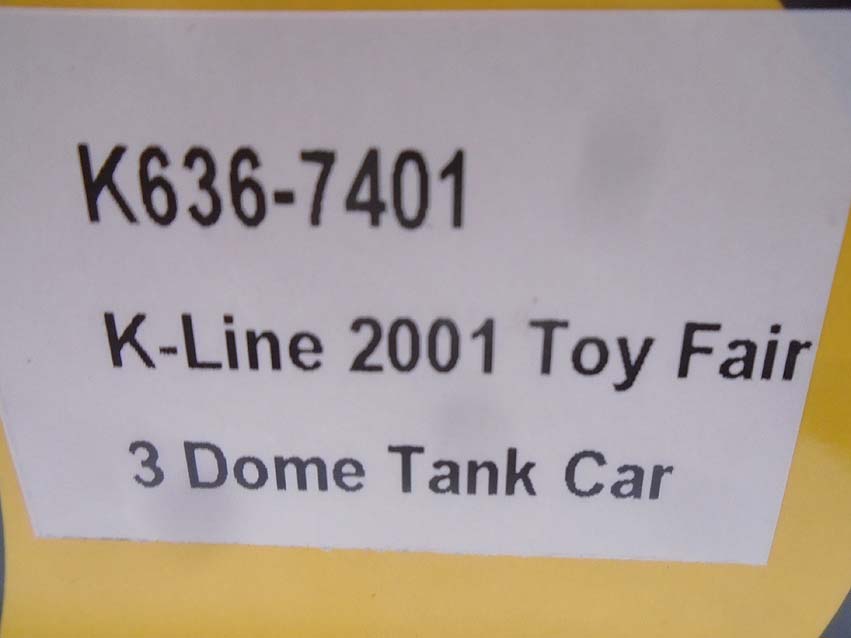 K636-7401
K-Line 2001 Toy Fair
3 Dome Tank Car